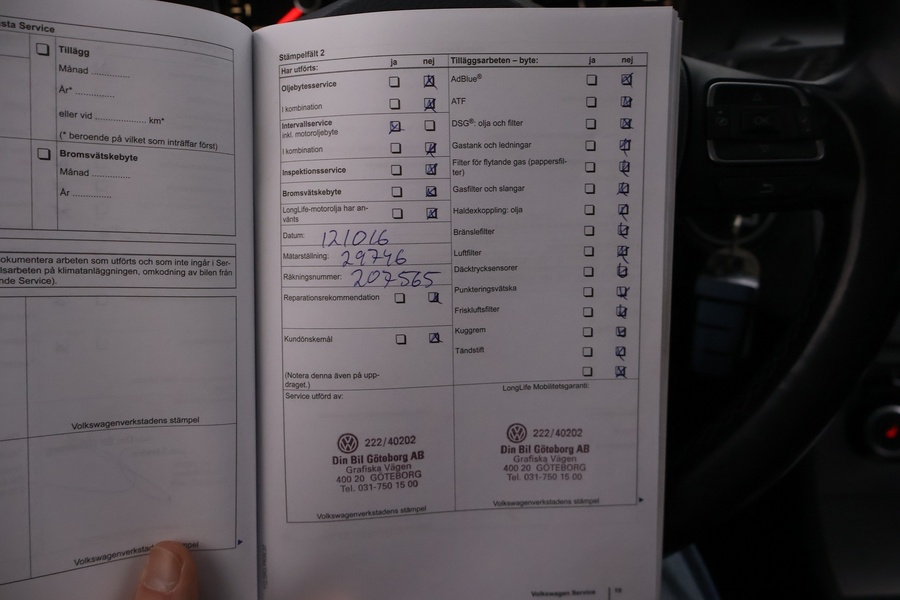 sta Service
Tillägg
Månad ..............
År* ..............
eller vid ..................... km*
(* beroende på vilket som inträffar först)
Bromsvätskebyte
Månad ..............
År ..............
okumentera arbeten som utförts och som inte ingår i Ser-
lsarbeten på klimatanläggningen, omkodning av bilen från
nde Service).
Volkswagenverkstadens stämpel
Volkswagenverkstadens stämpel
Stämpelfält 2
Har utförts: ja nej
Oljebytesservice
I kombination
Intervallservice
inkl. motoroljebyte
I kombination
Inspektionsservice
Bromsvätskebyte
LongLife-motorolja har an-
vänts
Datum: 121016
Mätarställning: 29746
Räkningsnummer: 207565
Reparationsrekommendation
Kundönskemål
(Notera denna även på upp-
draget.)
Service utförd av:
222/40202
Din Bil Göteborg AB
Grafiska Vägen
400 20 GÖTEBORG
Tel. 031-750 15 00
Volkswagenverkstadens stämpel
Tilläggsarbeten – byte: ja nej
AdBlue®
ATF
DSG®: olja och filter
Gastank och ledningar
Filter för flytande gas (pappersfil-
ter)
Gasfilter och slangar
Haldexkoppling: olja
Bränslefilter
Luftfilter
Däcktrycksensorer
Punkteringsvätska
Friskluftsfilter
Kuggrem
Tändstift
LongLife Mobilitetsgaranti:
222/40202
Din Bil Göteborg AB
Grafiska Vägen
400 20 GÖTEBORG
Tel. 031-750 15 00
Volkswagenverkstadens stämpel
Volkswagen Service